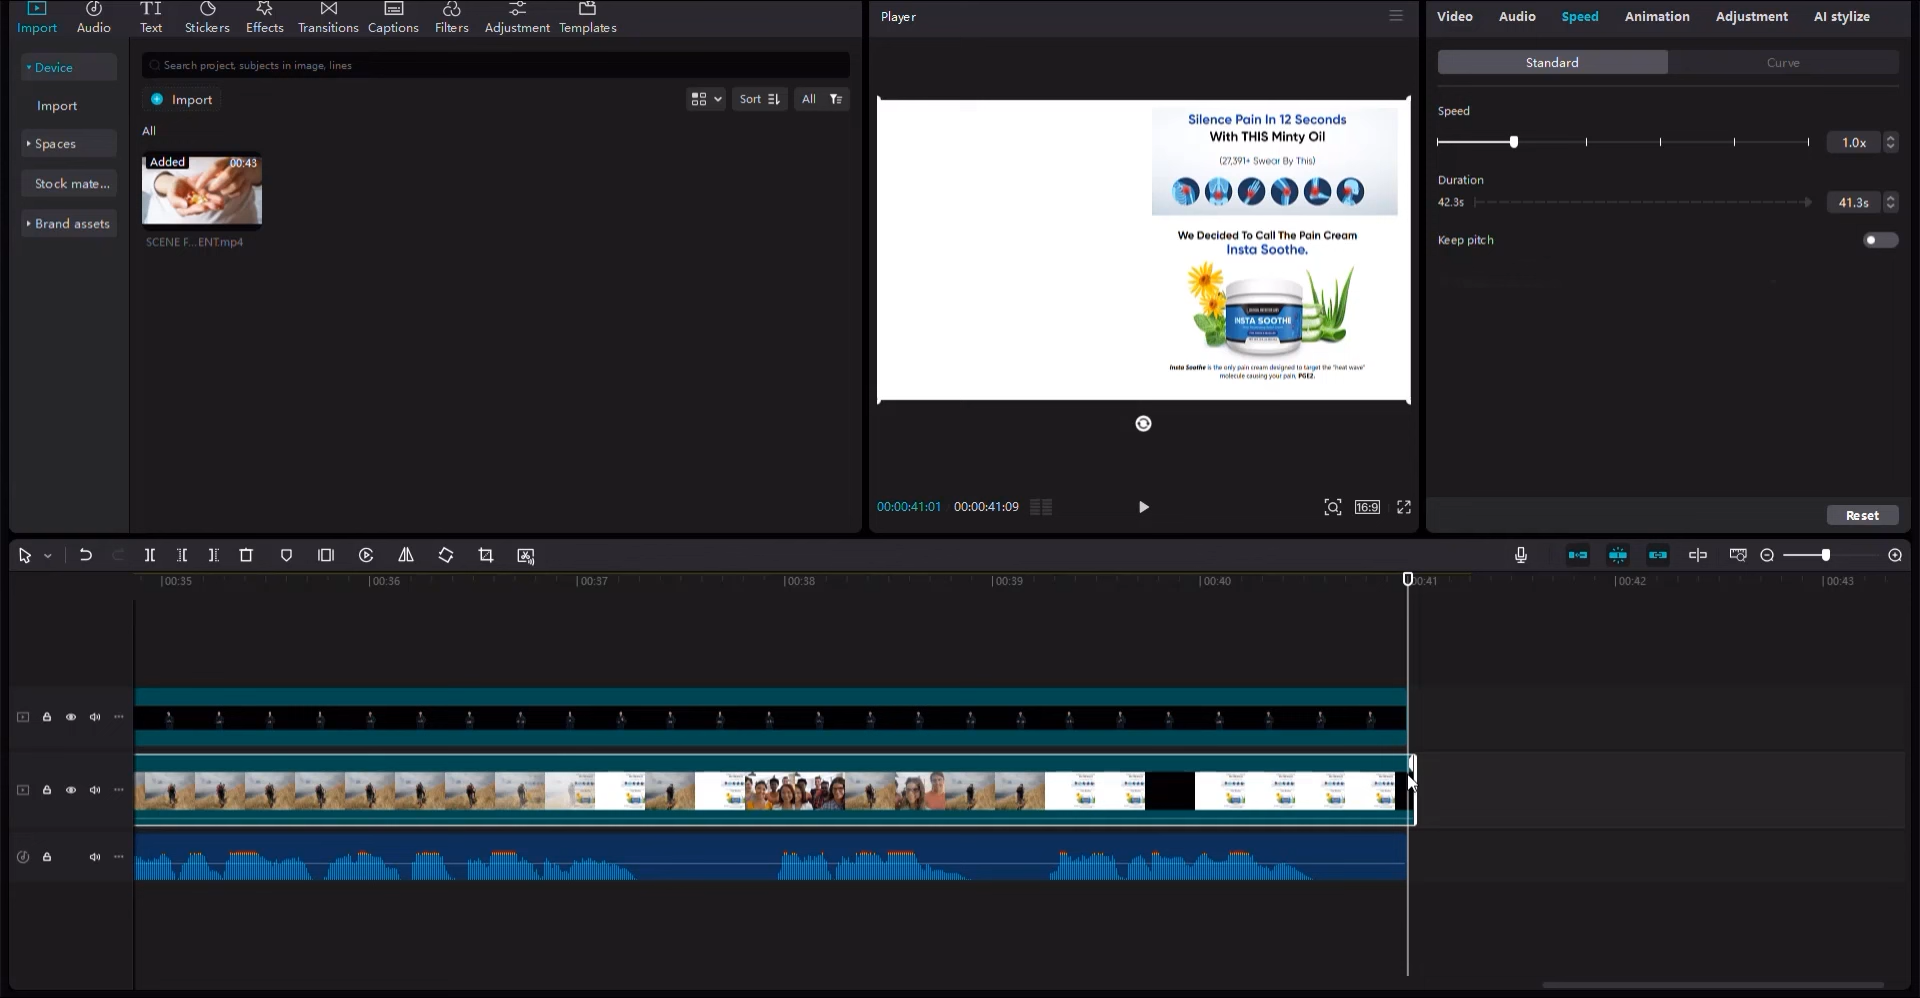 Import
Audio
Text
Stickers
Effects
Transitions
Captions
Filters
Adjustment
Templates
Device
Import
Spaces
Stock mate...
Brand assets
Search project, subjects in image, lines
Import
Sort
All
All
Added
00:43
SCENE F...ENT.mp4
Player
Silence Pain In 12 Seconds
With THIS Minty Oil
(27,391+ Swear By This)
We Decided To Call The Pain Cream
Insta Soothe.
INSTA SOOTHE
Insta Soothe is the only pain cream designed to target the "heat wave"
molecule causing your pain, PGE2.
00:00:41:01
00:00:41:09
16:9
Video
Audio
Speed
Animation
Adjustment
AI stylize
Standard
Curve
Speed
1.0x
Duration
42.3s
41.3s
Keep pitch
Reset
00:35
00:36
00:37
00:38
00:39
00:40
00:41
00:42
00:43